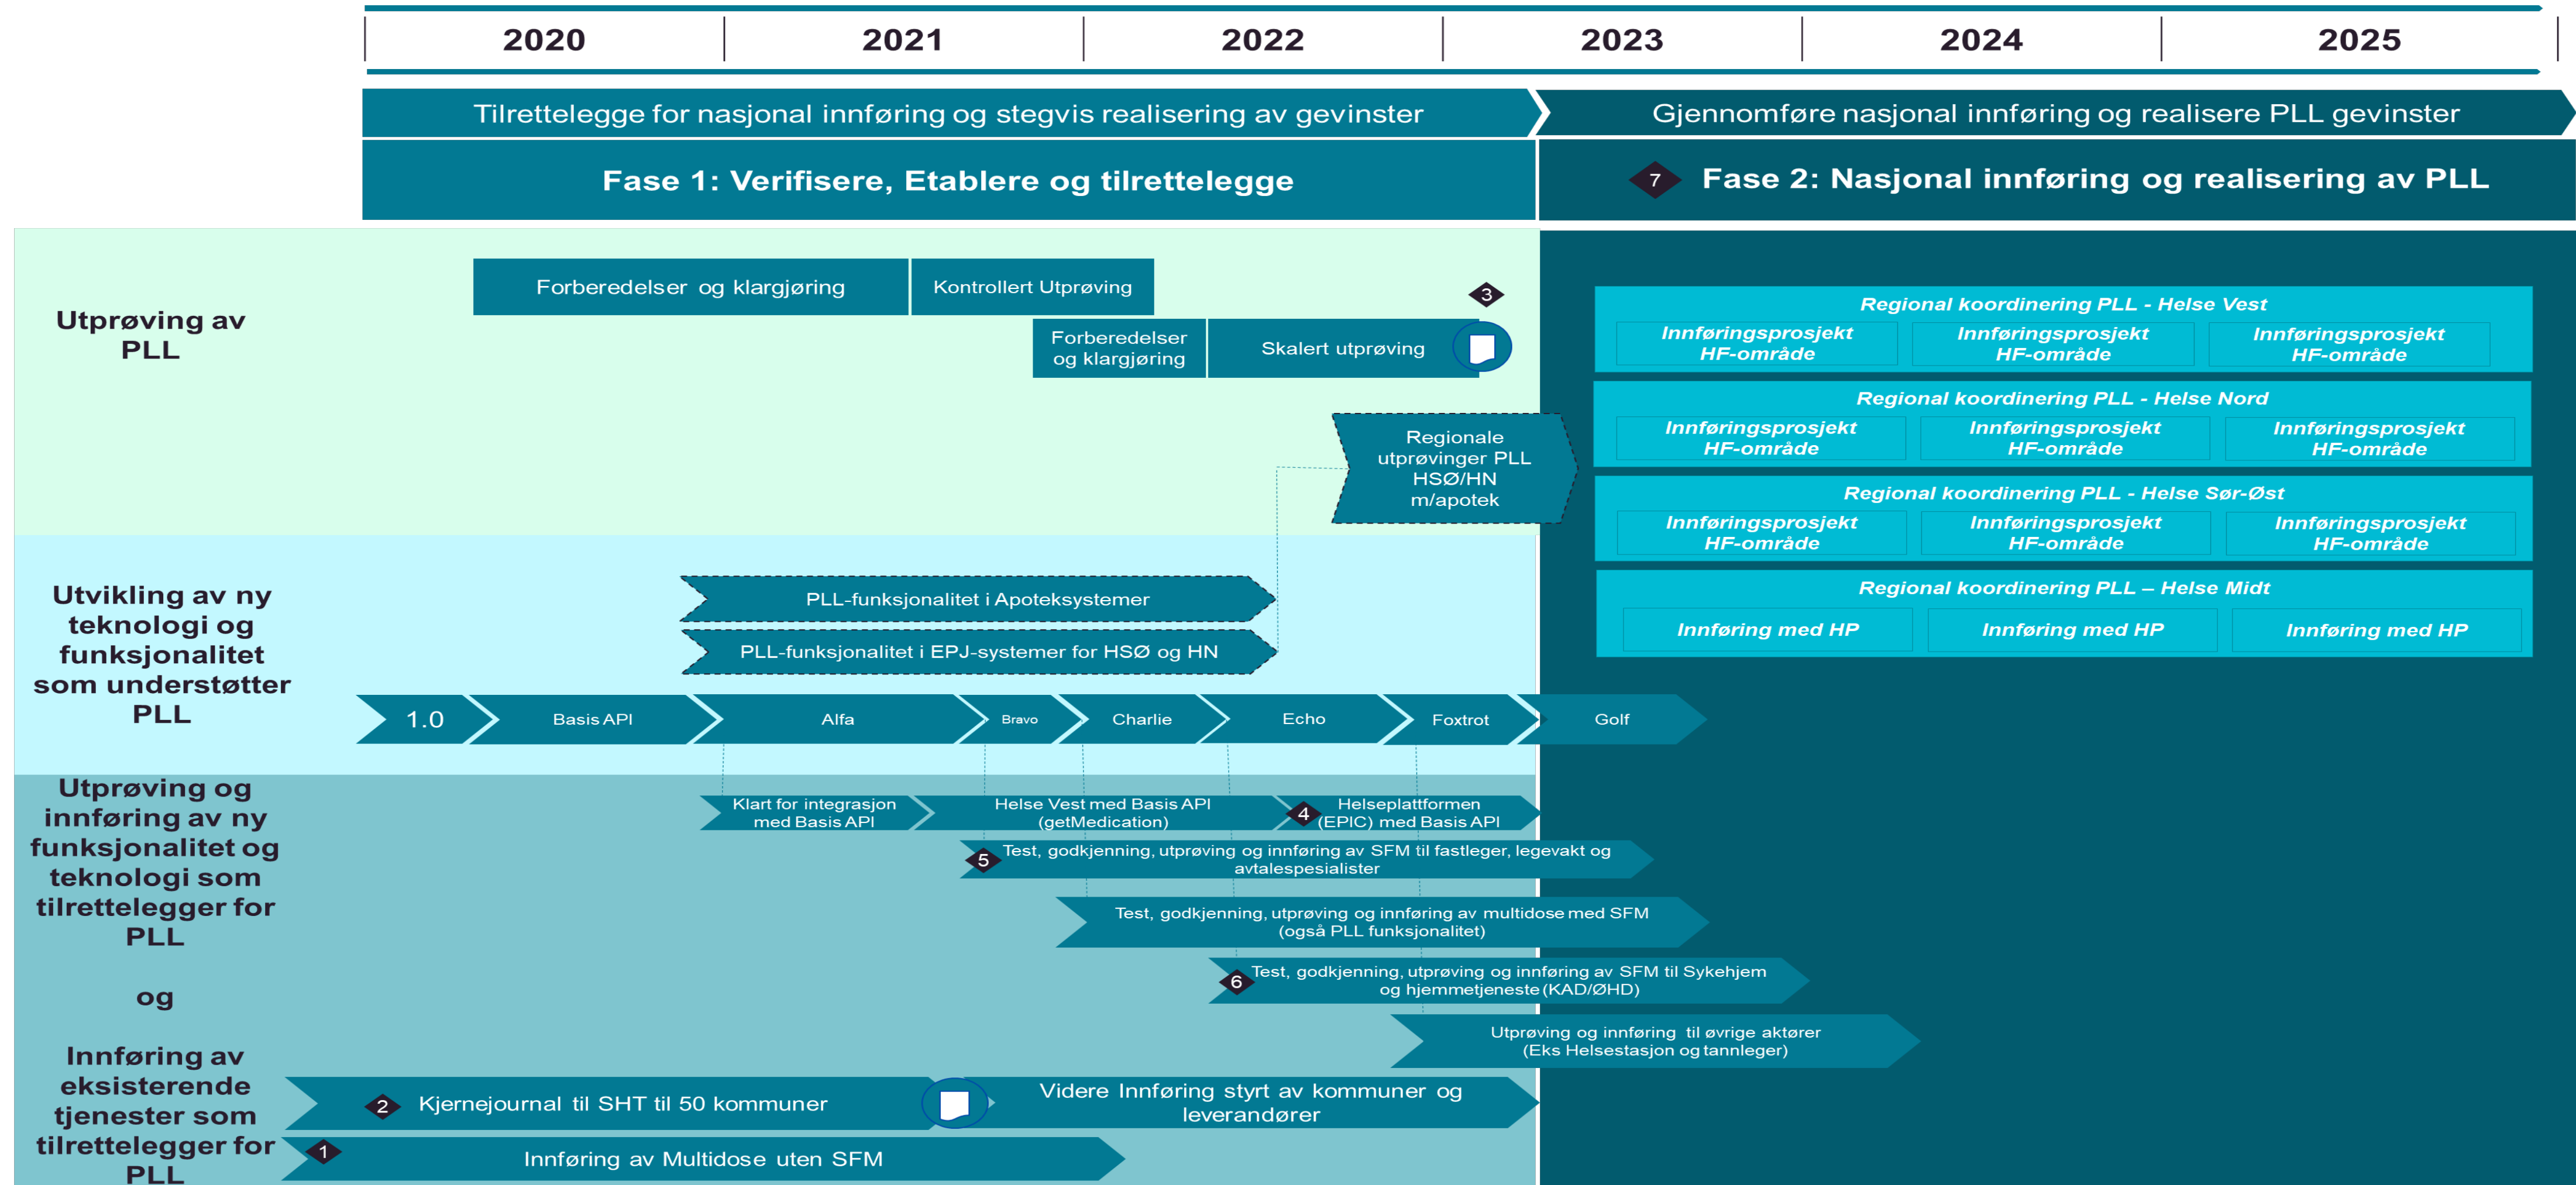 2020
2021
2022
2023
2024
2025
Tilrettelegge for nasjonal innføring og stegvis realisering av gevinster
Gjennomføre nasjonal innføring og realisere PLL gevinster
Fase 1: Verifisere, Etablere og tilrettelegge
7
Fase 2: Nasjonal innføring og realisering av PLL
Utprøving av
PLL
Forberedelser og klargjøring
Kontrollert Utprøving
3
Forberedelser
og klargjøring
Skalert utprøving
Regionale
utprøvinger PLL
HSØ/HN
m/apotek
Regional koordinering PLL - Helse Vest
Innføringsprosjekt
HF-område
Innføringsprosjekt
HF-område
Innføringsprosjekt
HF-område
Regional koordinering PLL - Helse Nord
Innføringsprosjekt
HF-område
Innføringsprosjekt
HF-område
Innføringsprosjekt
HF-område
Regional koordinering PLL - Helse Sør-Øst
Innføringsprosjekt
HF-område
Innføringsprosjekt
HF-område
Innføringsprosjekt
HF-område
Regional koordinering PLL – Helse Midt
Innføring med HP
Innføring med HP
Innføring med HP
Utvikling av ny
teknologi og
funksjonalitet
som understøtter
PLL
PLL-funksjonalitet i Apoteksystemer
PLL-funksjonalitet i EPJ-systemer for HSØ og HN
1.0
Basis API
Alfa
Bravo
Charlie
Echo
Foxtrot
Golf
Utprøving og
innføring av ny
funksjonalitet og
teknologi som
tilrettelegger for
PLL
og
Innføring av
eksisterende
tjenester som
tilrettelegger for
PLL
Klart for integrasjon
med Basis API
Helse Vest med Basis API
(getMedication)
4
Helseplattformen
(EPIC) med Basis API
5
Test, godkjenning, utprøving og innføring av SFM til fastleger, legevakt og
avtalespesialister
Test, godkjenning, utprøving og innføring av multidose med SFM
(også PLL funksjonalitet)
6
Test, godkjenning, utprøving og innføring av SFM til Sykehjem
og hjemmetjeneste (KAD/ØHD)
Utprøving og innføring til øvrige aktører
(Eks Helsestasjon og tannleger)
2
Kjernejournal til SHT til 50 kommuner
Videre Innføring styrt av kommuner og
leverandører
1
Innføring av Multidose uten SFM